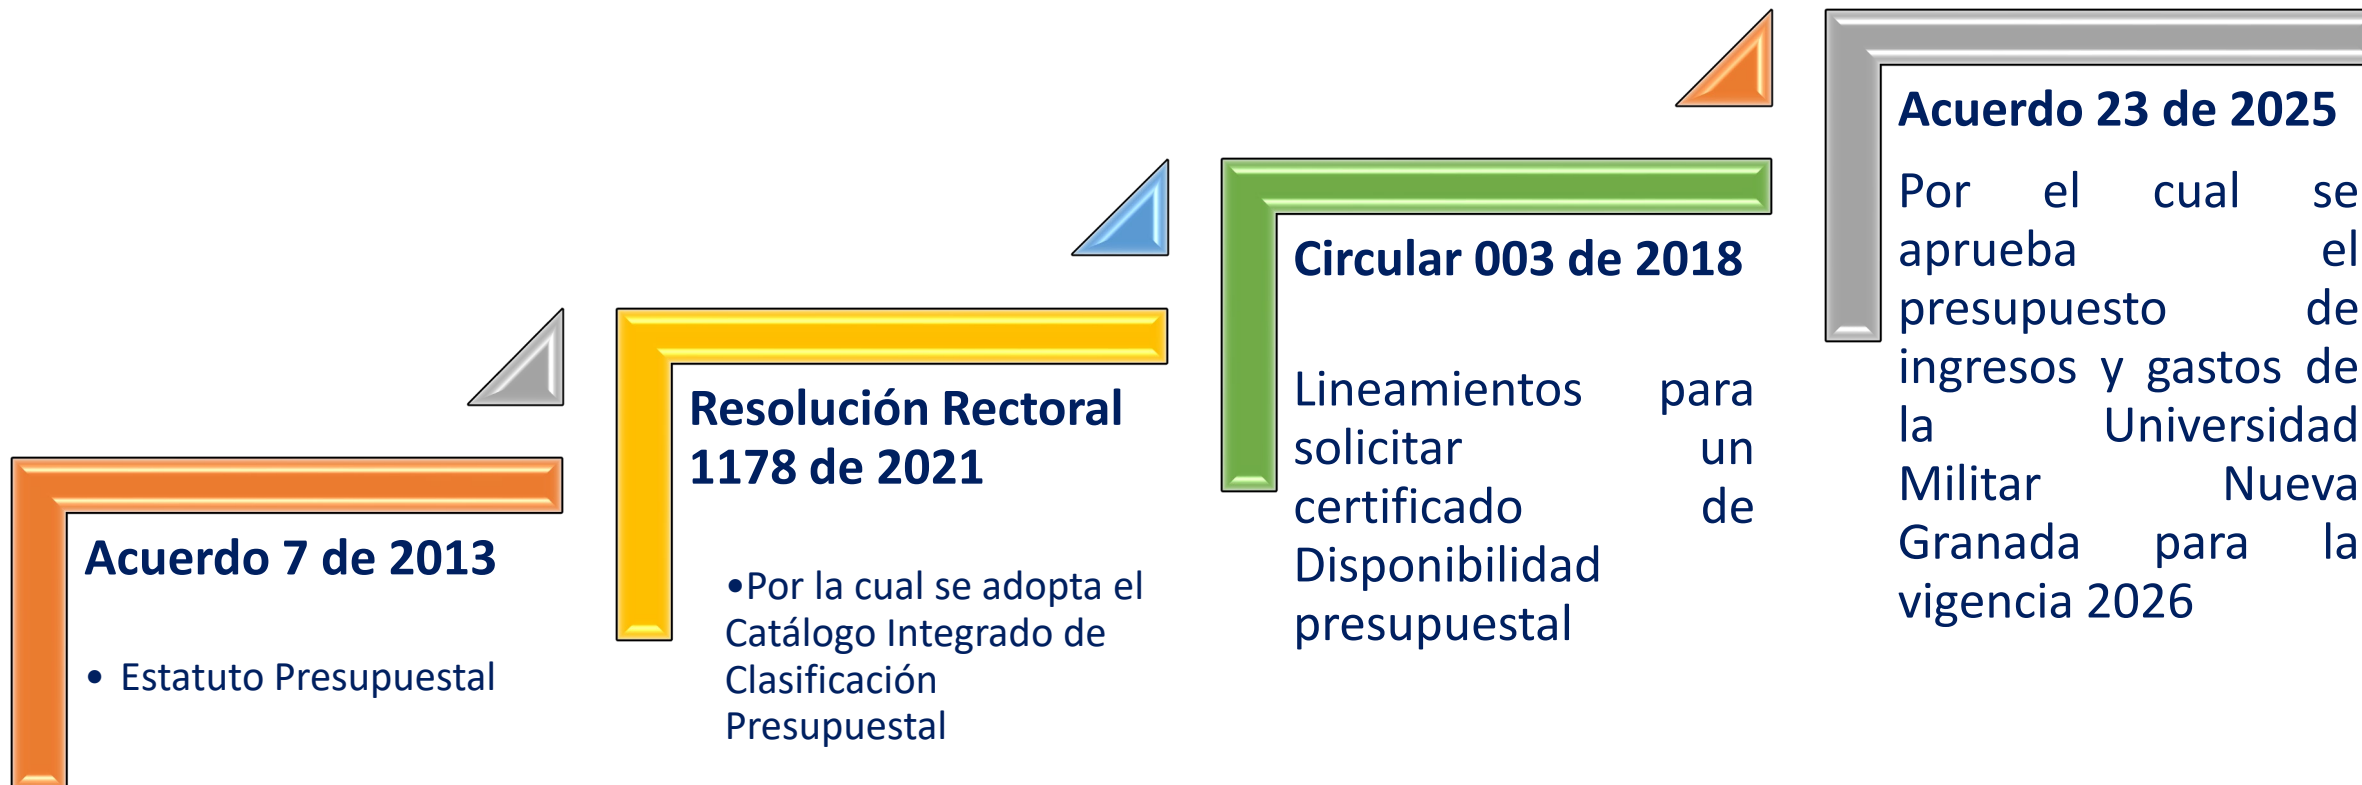 Acuerdo 7 de 2013
• Estatuto Presupuestal
Resolución Rectoral
1178 de 2021
•Por la cual se adopta el
Catálogo Integrado de
Clasificación
Presupuestal
Circular 003 de 2018
Lineamientos para
solicitar un
certificado de
Disponibilidad
presupuestal
Acuerdo 23 de 2025
Por el cual se
aprueba el
presupuesto de
ingresos y gastos de
la Universidad
Militar Nueva
Granada para la
vigencia 2026